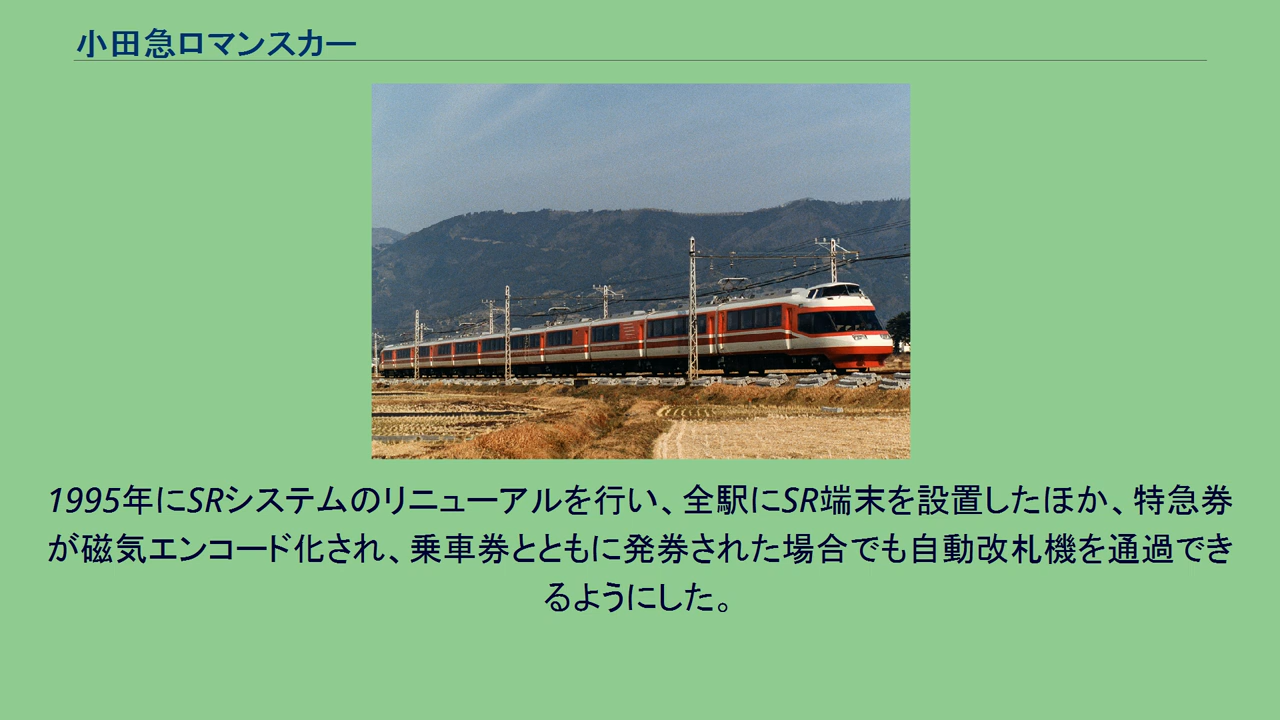 小田急ロマンスカー
1995年にSRシステムのリニューアルを行い、全駅にSR端末を設置したほか、特急券
が磁気エンコード化され、乗車券とともに発券された場合でも自動改札機を通過でき
るようにした。